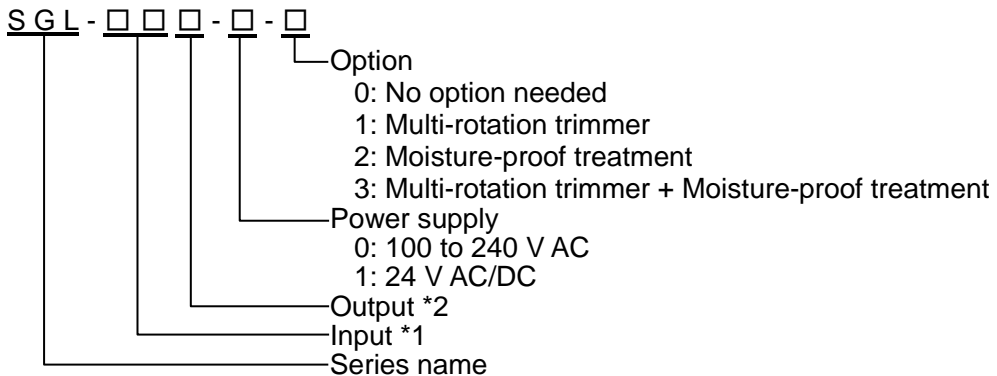 S G L - □ □ □ - □ - □
Option
0: No option needed
1: Multi-rotation trimmer
2: Moisture-proof treatment
3: Multi-rotation trimmer + Moisture-proof treatment
Power supply
0: 100 to 240 V AC
1: 24 V AC/DC
Output *2
Input *1
Series name